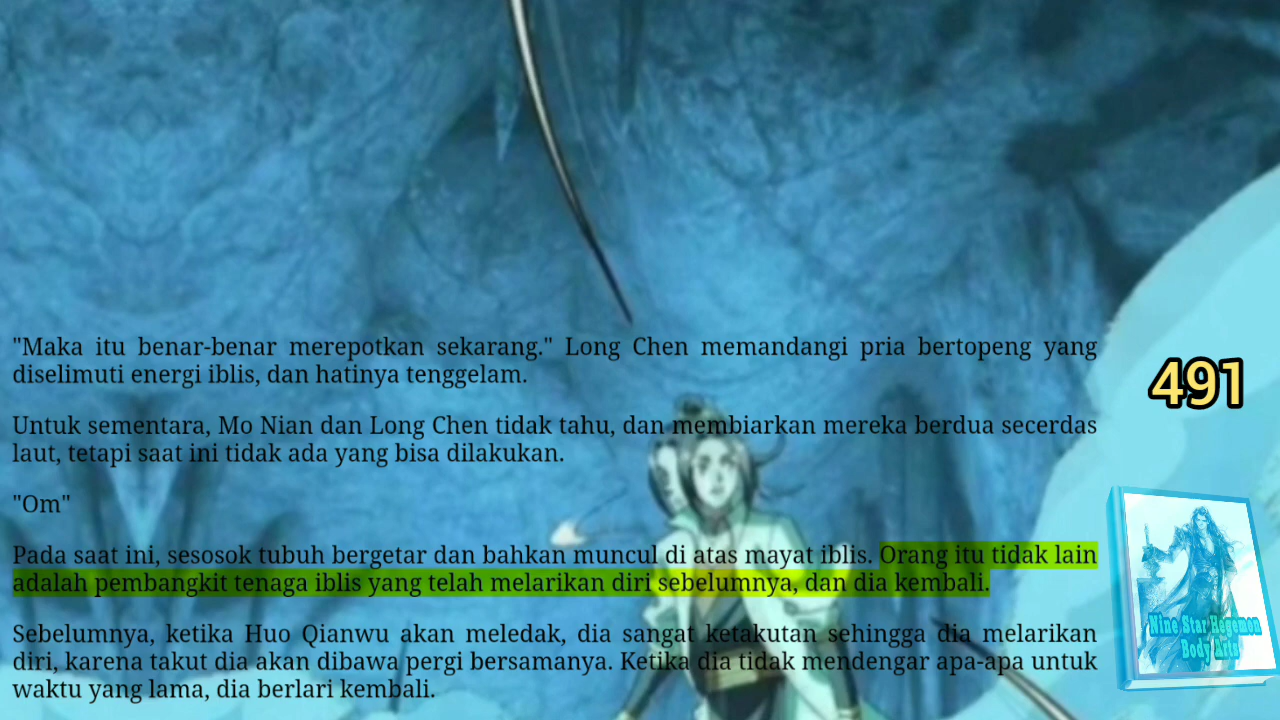 "Maka itu benar-benar merepotkan sekarang." Long Chen memandangi pria bertopeng yang
diselimuti energi iblis, dan hatinya tenggelam.
Untuk sementara, Mo Nian dan Long Chen tidak tahu, dan membiarkan mereka berdua secerdas
laut, tetapi saat ini tidak ada yang bisa dilakukan.
"Om"
Pada saat ini, sesosok tubuh bergetar dan bahkan muncul di atas mayat iblis. Orang itu tidak lain
adalah pembangkit tenaga iblis yang telah melarikan diri sebelumnya, dan dia kembali.
Sebelumnya, ketika Huo Qianwu akan meledak, dia sangat ketakutan sehingga dia melarikan
diri, karena takut dia akan dibawa pergi bersamanya. Ketika dia tidak mendengar apa-apa untuk
waktu yang lama, dia berlari kembali.
491
Nine Star Hegemon
Body Arts